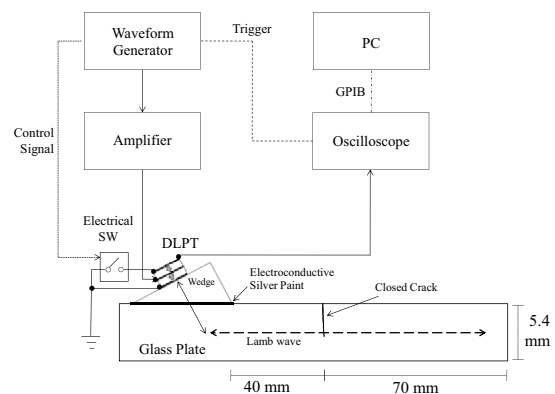 Waveform
Generator
Trigger
PC
GPIB
Control
Signal
Amplifier
Oscilloscope
Electrical
SW
DLPT
Wedge
Electroconductive
Silver Paint
Closed Crack
Glass Plate
Lamb wave
5.4
mm
40 mm
70 mm